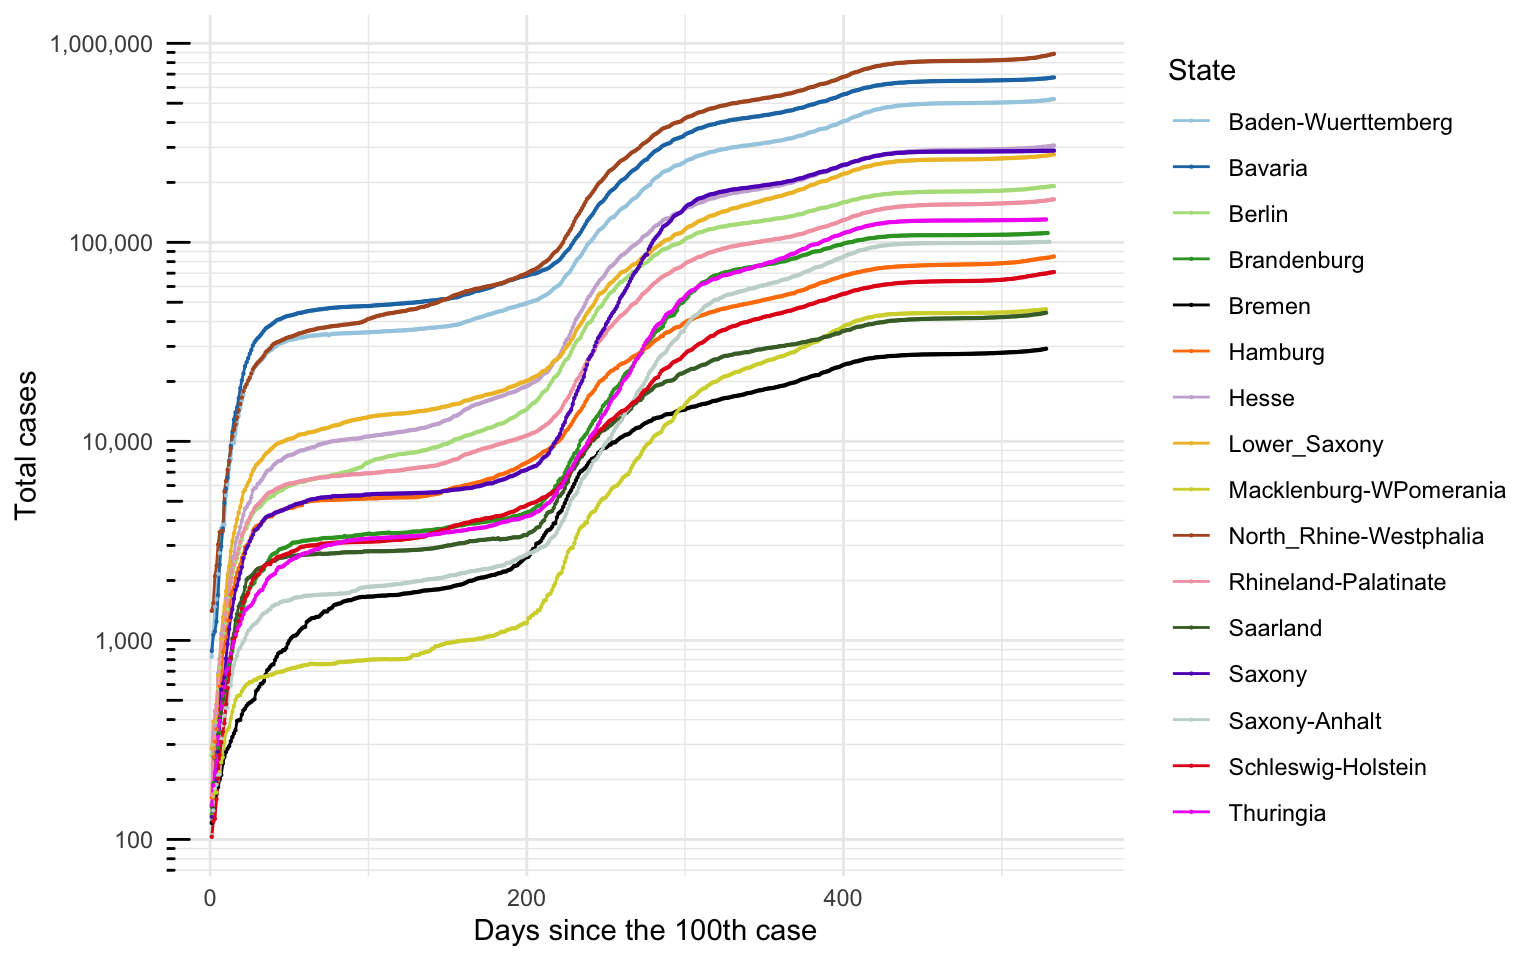 1,000,000
100,000
10,000
1,000
100
Total cases
0
200
400
Days since the 100th case
State
Baden-Wuerttemberg
Bavaria
Berlin
Brandenburg
Bremen
Hamburg
Hesse
Lower_Saxony
Macklenburg-WPomerania
North_Rhine-Westphalia
Rhineland-Palatinate
Saarland
Saxony
Saxony-Anhalt
Schleswig-Holstein
Thuringia